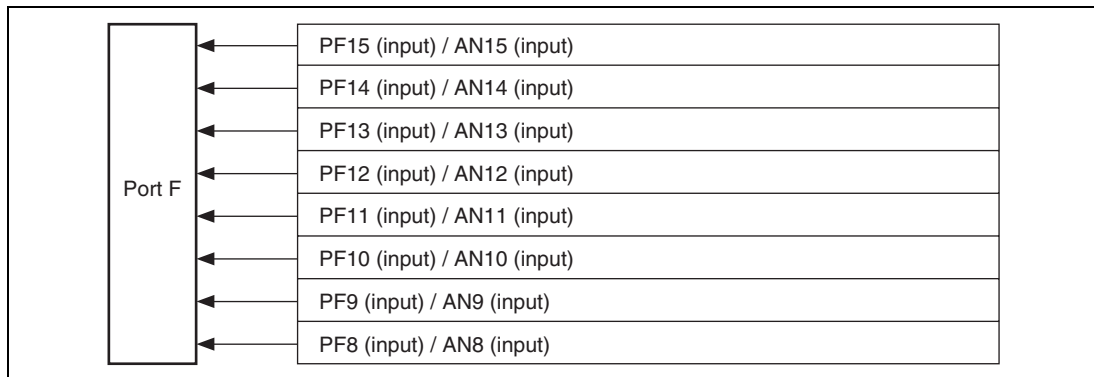 Port F
PF15 (input) / AN15 (input)
PF14 (input) / AN14 (input)
PF13 (input) / AN13 (input)
PF12 (input) / AN12 (input)
PF11 (input) / AN11 (input)
PF10 (input) / AN10 (input)
PF9 (input) / AN9 (input)
PF8 (input) / AN8 (input)